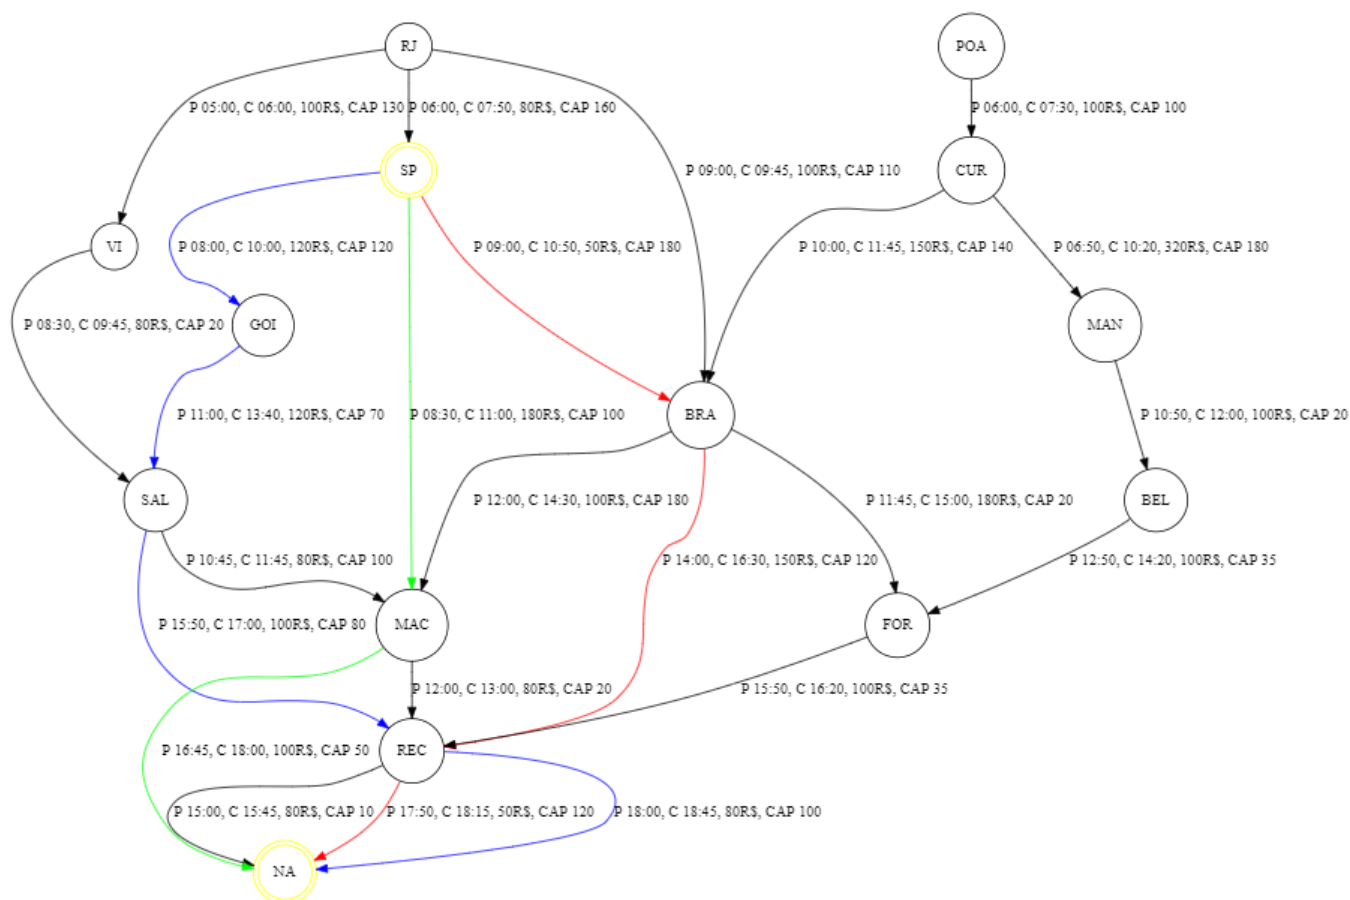 RJ
POA
P 05:00, C 06:00, 100R$, CAP 130
P 06:00, C 07:50, 80R$, CAP 160
P 06:00, C 07:30, 100R$, CAP 100
SP
P 09:00, C 09:45, 100R$, CAP 110
CUR
VI
P 08:00, C 10:00, 120R$, CAP 120
P 09:00, C 10:50, 50R$, CAP 180
P 10:00, C 11:45, 150R$, CAP 140
P 06:50, C 10:20, 320R$, CAP 180
P 08:30, C 09:45, 80R$, CAP 20
GOI
MAN
P 11:00, C 13:40, 120R$, CAP 70
P 08:30, C 11:00, 180R$, CAP 100
BRA
P 10:50, C 12:00, 100R$, CAP 20
SAL
P 12:00, C 14:30, 100R$, CAP 180
P 11:45, C 15:00, 180R$, CAP 20
BEL
P 10:45, C 11:45, 80R$, CAP 100
P 14:00, C 16:30, 150R$, CAP 120
P 12:50, C 14:20, 100R$, CAP 35
P 15:50, C 17:00, 100R$, CAP 80
MAC
FOR
P 12:00, C 13:00, 80R$, CAP 20
P 15:50, C 16:20, 100R$, CAP 35
P 16:45, C 18:00, 100R$, CAP 50
REC
P 15:00, C 15:45, 80R$, CAP 10
P 17:50, C 18:15, 50R$, CAP 120
P 18:00, C 18:45, 80R$, CAP 100
NA